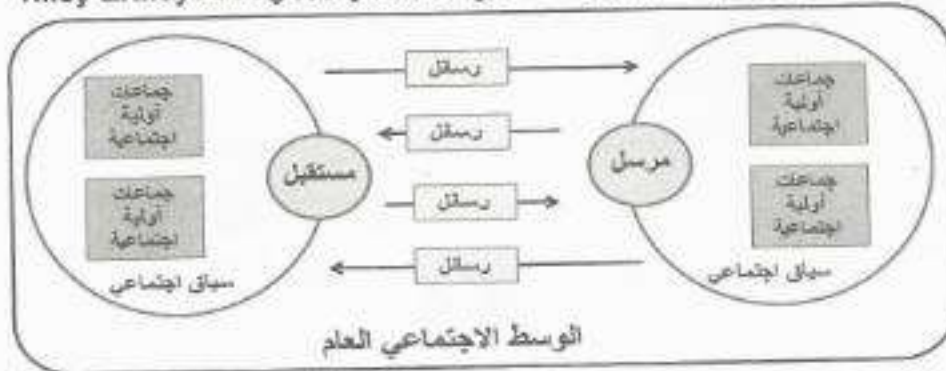 رسائل
جماعات
أولية
اجتماعية
جماعات
أولية
اجتماعية
رسائل
مرسل
مستقبل
جماعات
أولية
اجتماعية
جماعات
أولية
اجتماعية
رسائل
رسائل
سياق اجتماعي
سياق اجتماعي
الوسط الاجتماعي العام